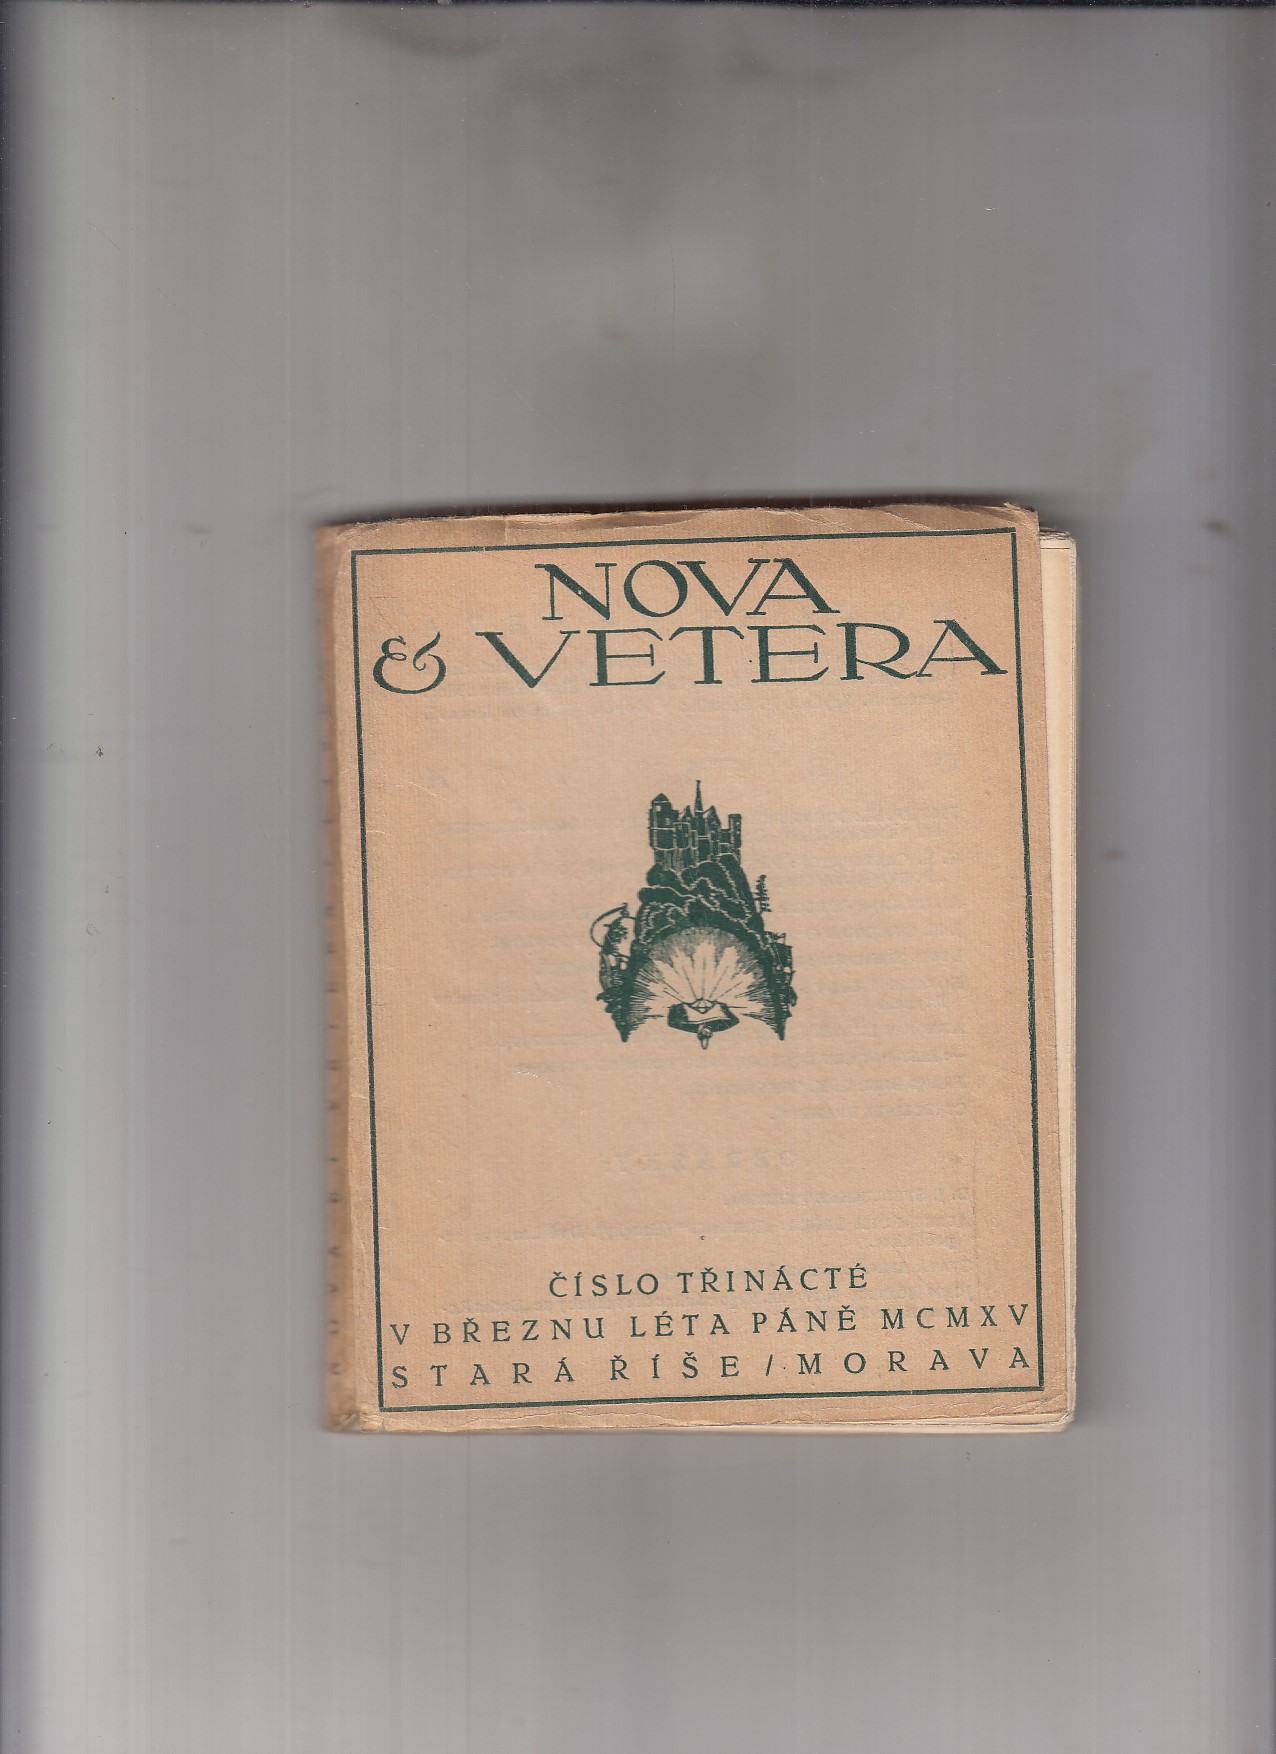 NOVA
& VETERA
ČÍSLO TŘINÁCTÉ
V BŘEZNU LÉTA PÁNĚ MCMXV
STARÁ ŘÍŠE / MORAVA